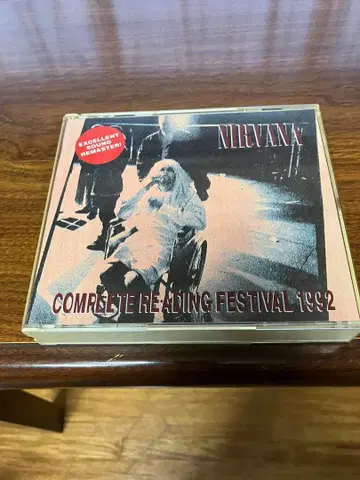 EXCELLENT
SOUND
REMASTER!
NIRVANA
COMPLETE READING FESTIVAL 1992